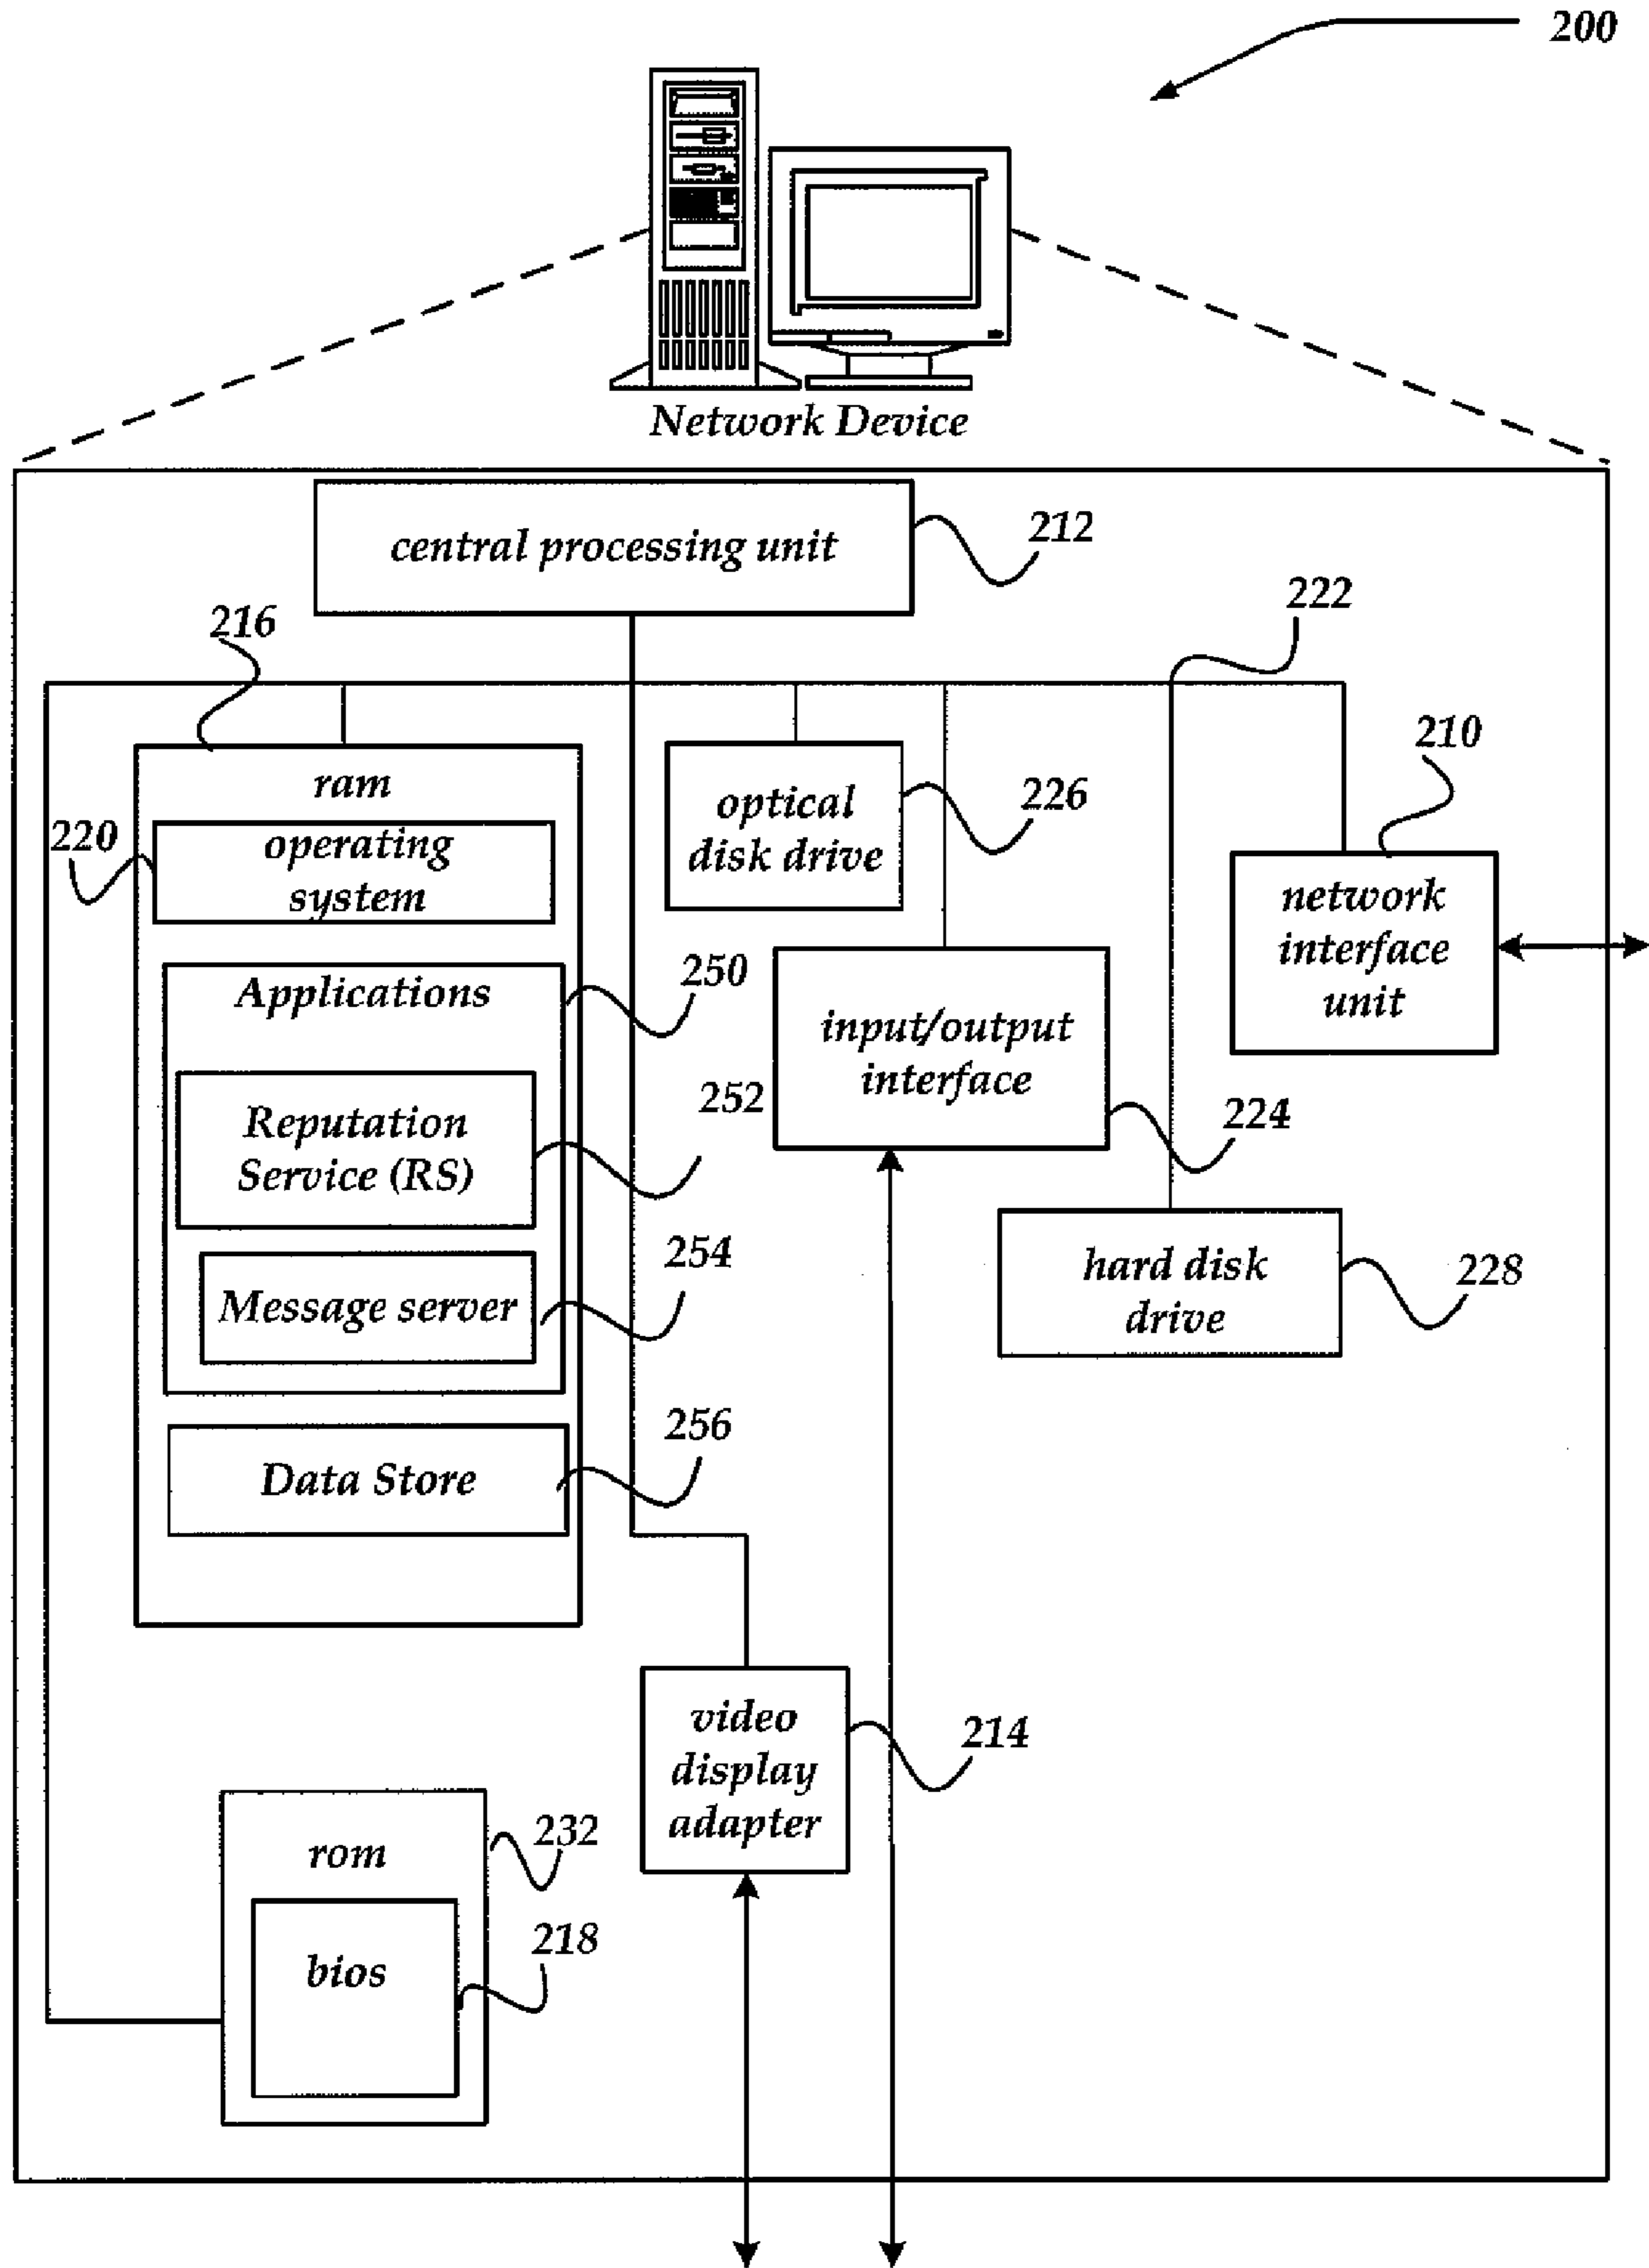 200
Network Device
central processing unit
212
222
216
210
ram
220
operating
system
optical
disk drive
226
network
interface
unit
Applications
250
input/output
interface
224
Reputation
Service (RS)
252
Message server
254
hard disk
drive
228
Data Store
256
video
display
adapter
214
rom
232
bios
218